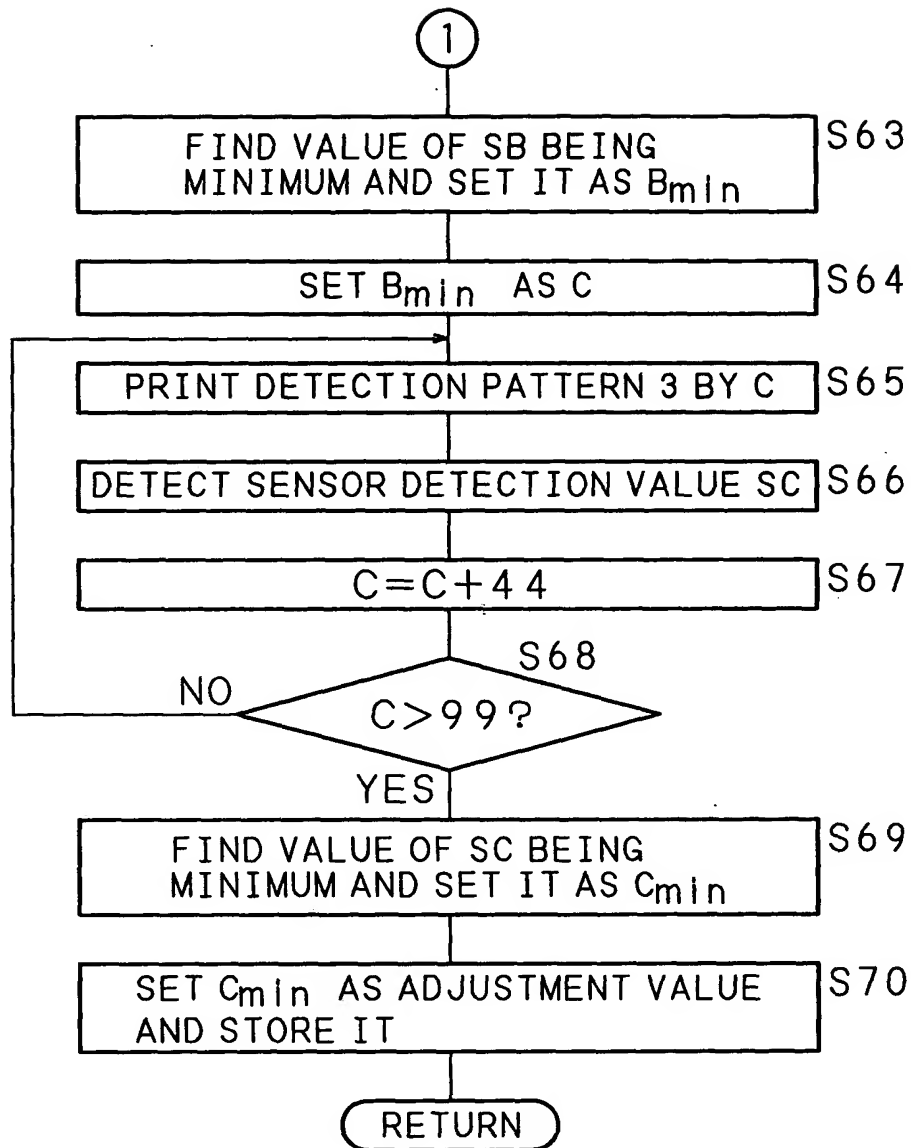 1
FIND VALUE OF SB BEING
MINIMUM AND SET IT AS Bmin
S63
SET Bmin AS C
S64
PRINT DETECTION PATTERN 3 BY C
S65
DETECT SENSOR DETECTION VALUE SC
S66
C=C+44
S67
S68
NO
C>99?
YES
FIND VALUE OF SC BEING
MINIMUM AND SET IT AS Cmin
S69
SET Cmin AS ADJUSTMENT VALUE
AND STORE IT
S70
RETURN